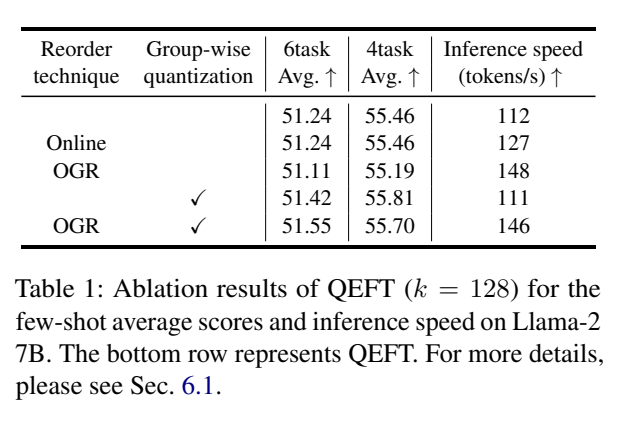 Reorder technique Group-wise quantization 6task Avg. ↑ 4task Avg. ↑ Inference speed (tokens/s) ↑
51.24 55.46 112
Online 51.24 55.46 127
OGR 51.11 55.19 148
✓ 51.42 55.81 111
OGR ✓ 51.55 55.70 146
Table 1: Ablation results of QEFT (k = 128) for the
few-shot average scores and inference speed on Llama-2
7B. The bottom row represents QEFT. For more details,
please see Sec. 6.1.